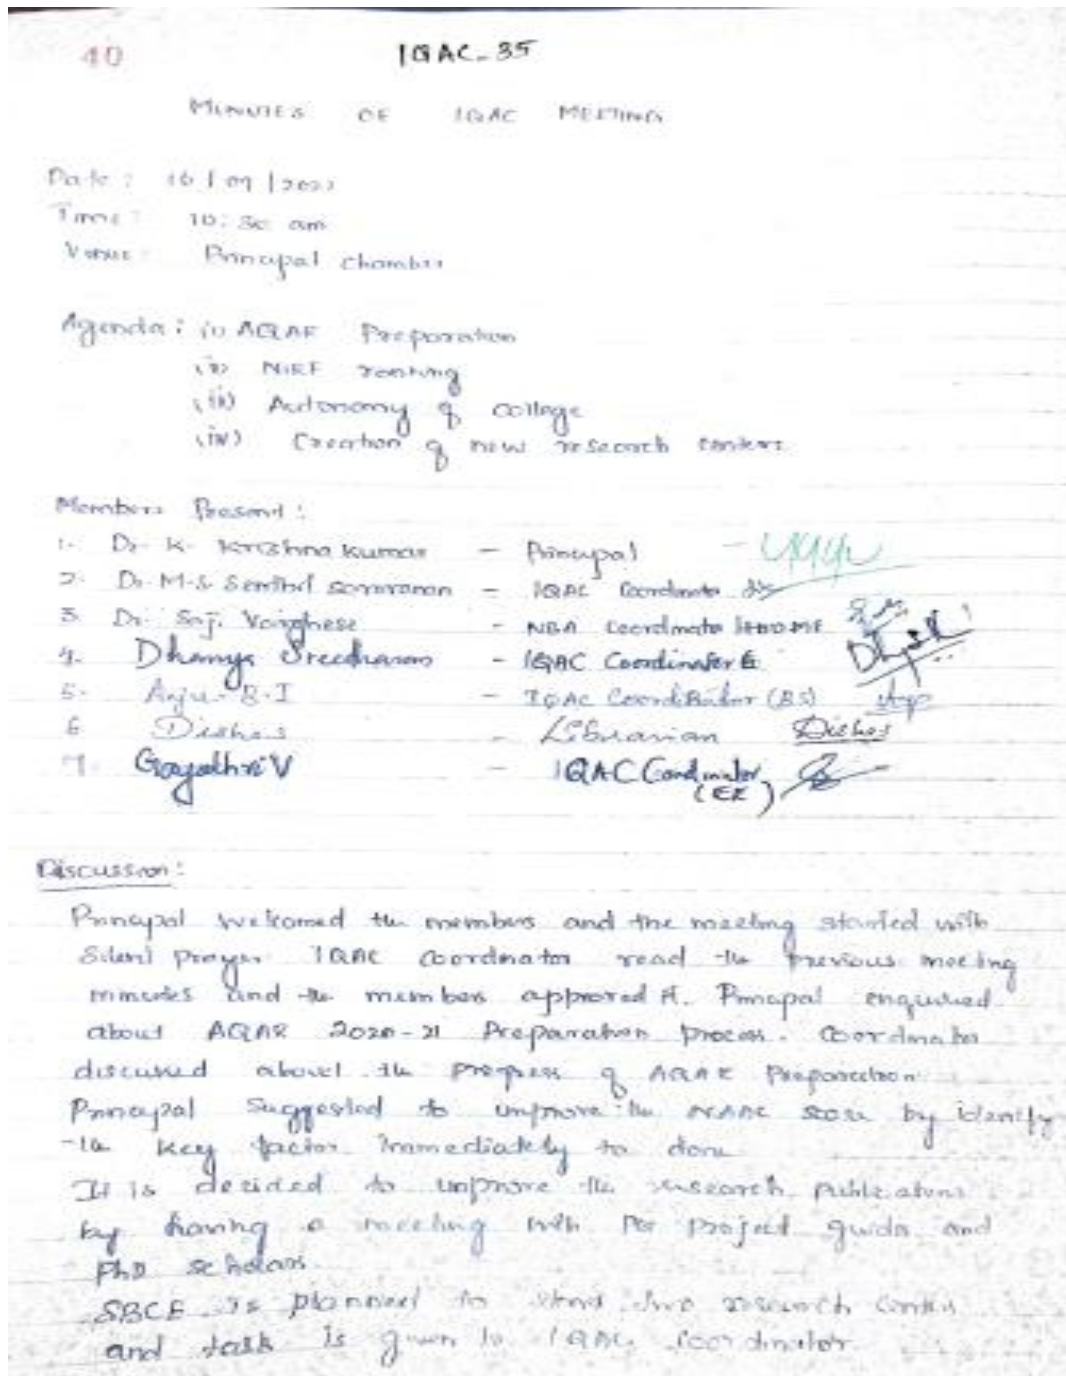 40 IQAC-35
MINUTES OF IQAC MEETING
Date: 16/09/202
Time: 10:30 am
Venue: Principal chamber
Agenda: (i) AQAR Preparation
(ii) NIRF ranking
(iii) Autonomy of college
(iv) Creation of new research centers
Members Present:
1. Dr. K. Krishna Kumar - Principal -
2. Dr. M.S. Senthil - IQAC Coordinator
3. Dr. Saji Varghese - NBA Coordinator HODME
4. Dhanya Sreedharan - IQAC Coordinator
5. Anju. B.I - IQAC Coordinator (BS)
6 Disha s - Librarian
7. Gayathri V - IQAC Coordinator
(EE)
Discussion:
Principal welcomed the members and the meeting started with
Silent prayer IQAC coordinator read the previous meeting
minutes and the members approved it. Principal enquired
about AQAR 2020-21 Preparation process. Coordinator
discussed about the progress of AQAR Preparation
Principal Suggested to improve the NAAC score by identify
the key factor immediately to done
It is decided to improve the research publications
by having a meeting with project guide and
PhD scholars.
SBCE is planned to research
and task is given to IQAC Coordinator.